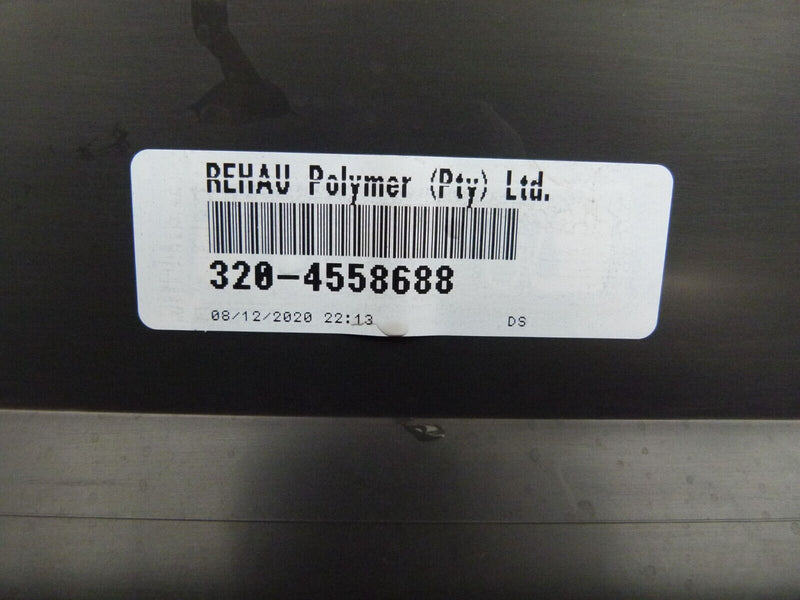 REHAU Polymer (Pty) Ltd.
320-4558688
08/12/2020 22:13 DS